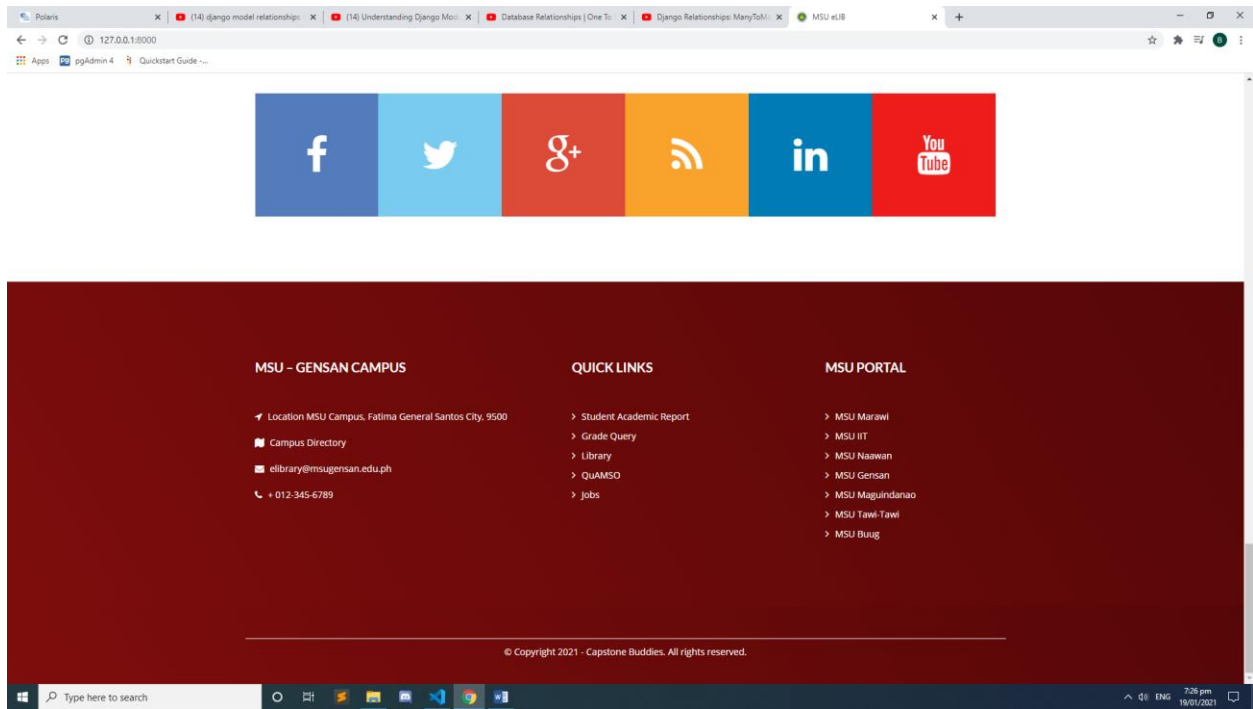 Polaris
(14) django model relationships
(14) Understanding Django Mod
Database Relationships | One To
Django Relationships: ManyToMa
MSU eLIB
127.0.0.1:8000
B
Apps
pgAdmin 4
Quickstart Guide -...
f
g+
in
You
Tube
MSU – GENSAN CAMPUS
Location MSU Campus, Fatima General Santos City, 9500
Campus Directory
elibrary@msugensan.edu.ph
+ 012-345-6789
QUICK LINKS
Student Academic Report
Grade Query
Library
QuAMSO
Jobs
MSU PORTAL
MSU Marawi
MSU IIT
MSU Naawan
MSU Gensan
MSU Maguindanao
MSU Tawi-Tawi
MSU Buug
© Copyright 2021 - Capstone Buddies. All rights reserved.
Type here to search
ENG
7:26 pm
19/01/2021